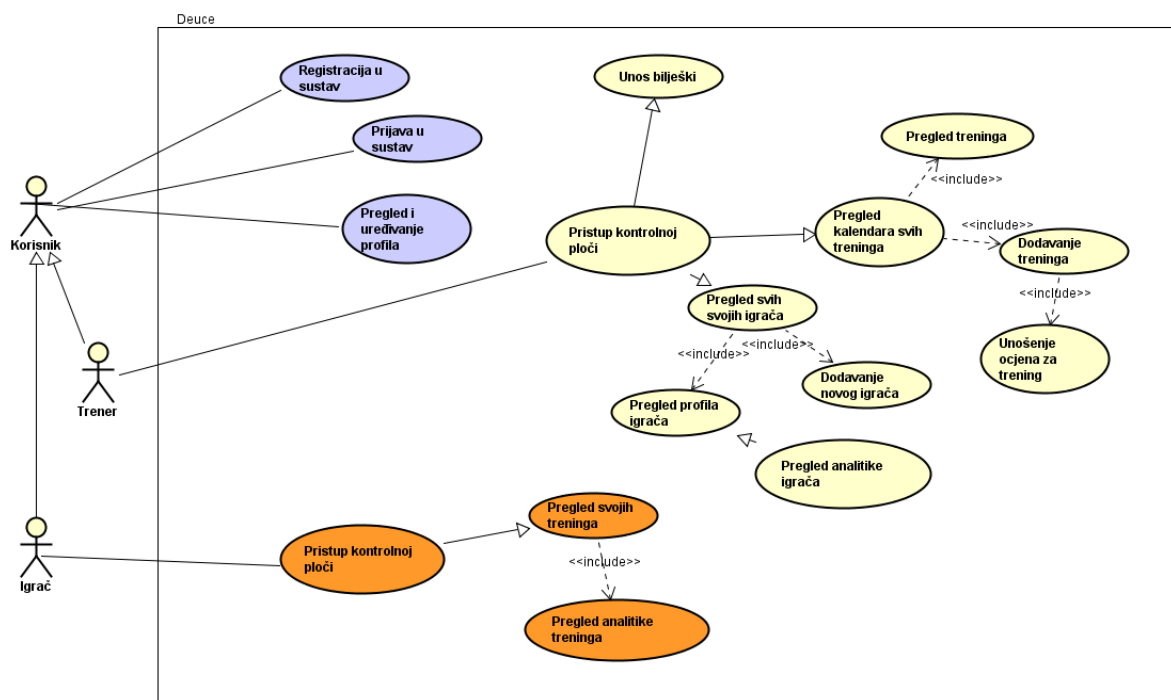 Deuce
Registracija u
sustav
Unos bilješki
Prijava u
sustav
Pregled treninga
<<include>>
Korisnik
Pregled i
uređivanje
profila
Pristup kontrolnoj
ploči
Pregled
kalendara svih
treninga
<<include>>
Dodavanje
treninga
<<include>>
Pregled svih
svojih igrača
<<include>>
<<include>>
Unošenje
ocjena za
trening
Trener
Dodavanje
novog igrača
Pregled profila
igrača
Pregled analitike
igrača
Pregled svojih
treninga
Igrač
Pristup kontrolnoj
ploči
<<include>>
Pregled analitike
treninga